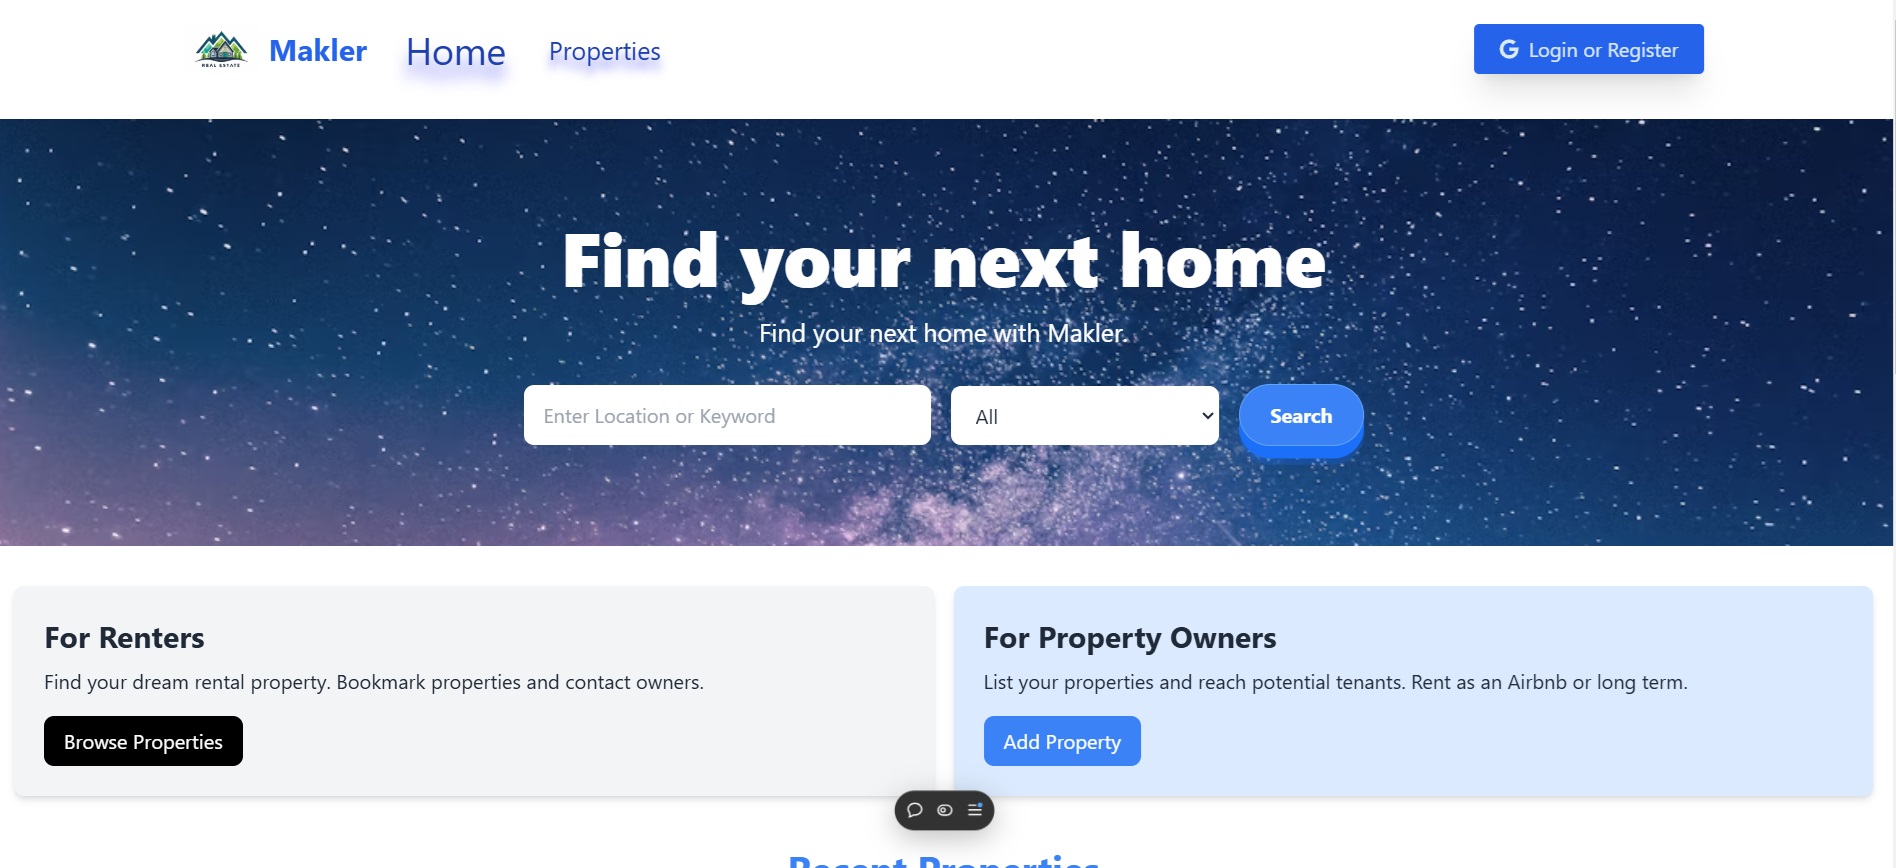 REAL ESTATE
Makler
Home
Properties
Login or Register
Find your next home
Find your next home with Makler.
Enter Location or Keyword
All
Search
For Renters
Find your dream rental property. Bookmark properties and contact owners.
Browse Properties
For Property Owners
List your properties and reach potential tenants. Rent as an Airbnb or long term.
Add Property
Recent Properties